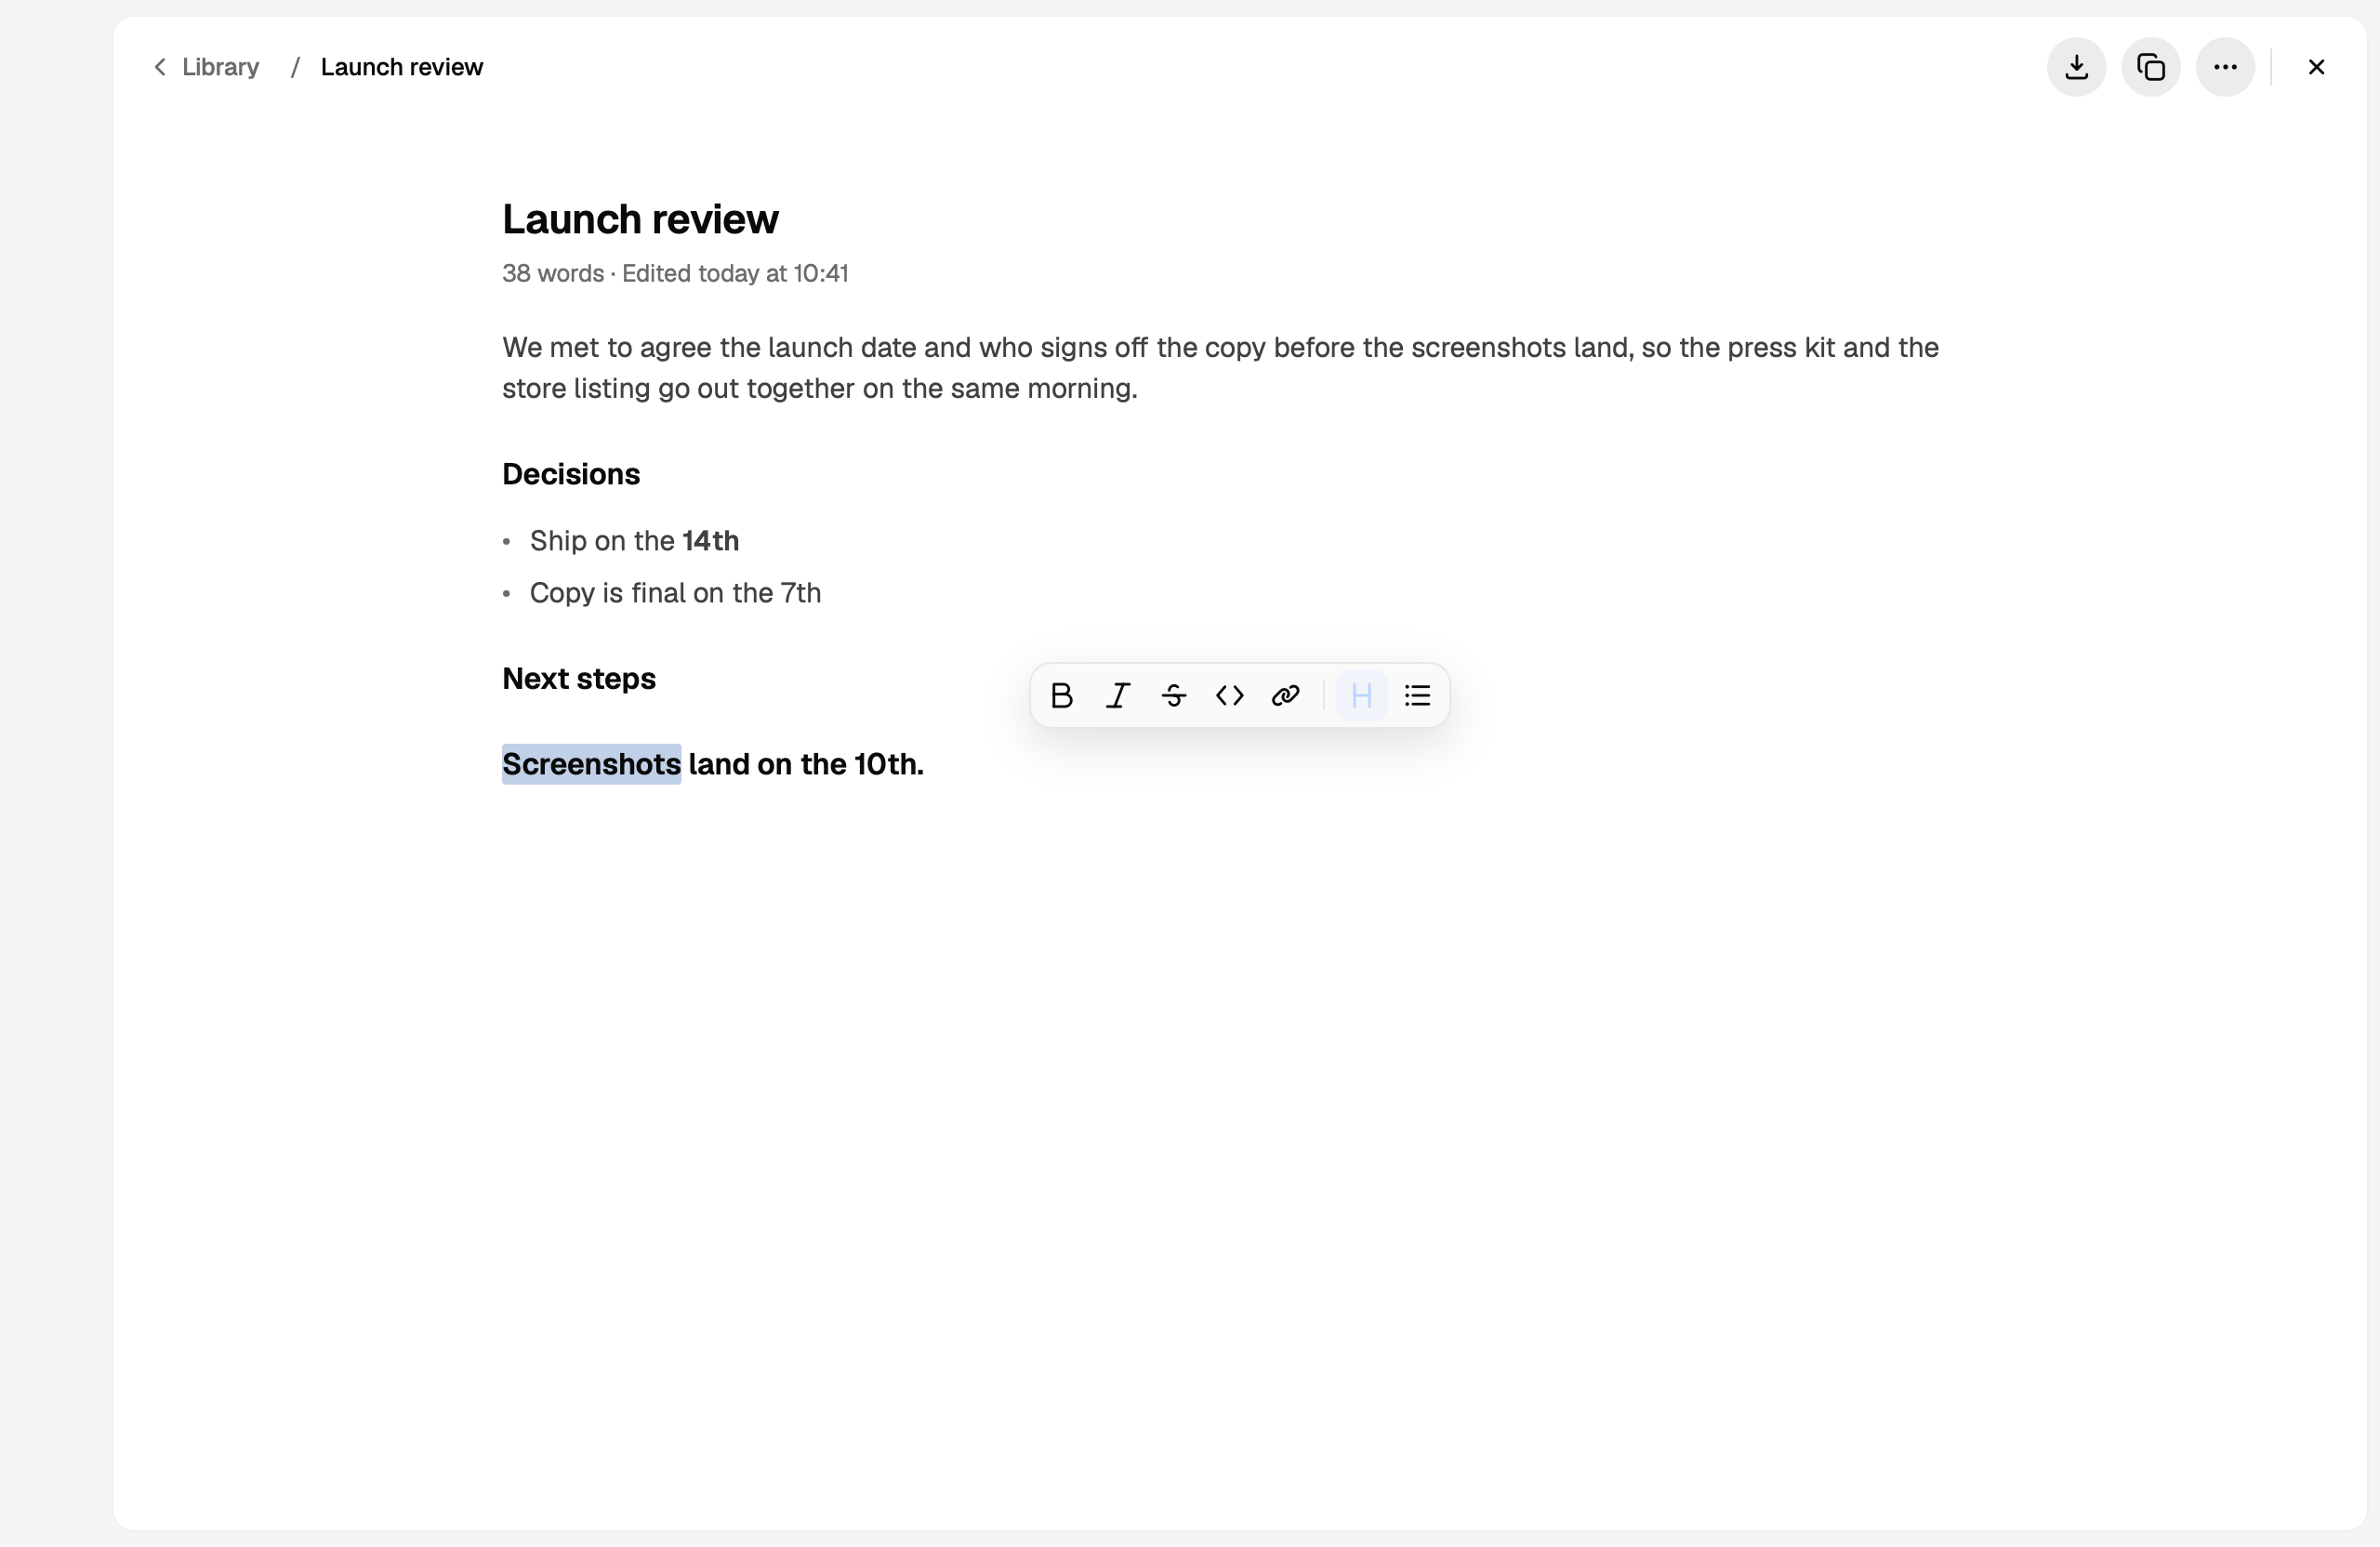 Library / Launch review
Launch review
38 words · Edited today at 10:41
We met to agree the launch date and who signs off the copy before the screenshots land, so the press kit and the
store listing go out together on the same morning.
Decisions
• Ship on the 14th
• Copy is final on the 7th
Next steps
B I S H
Screenshots land on the 10th.